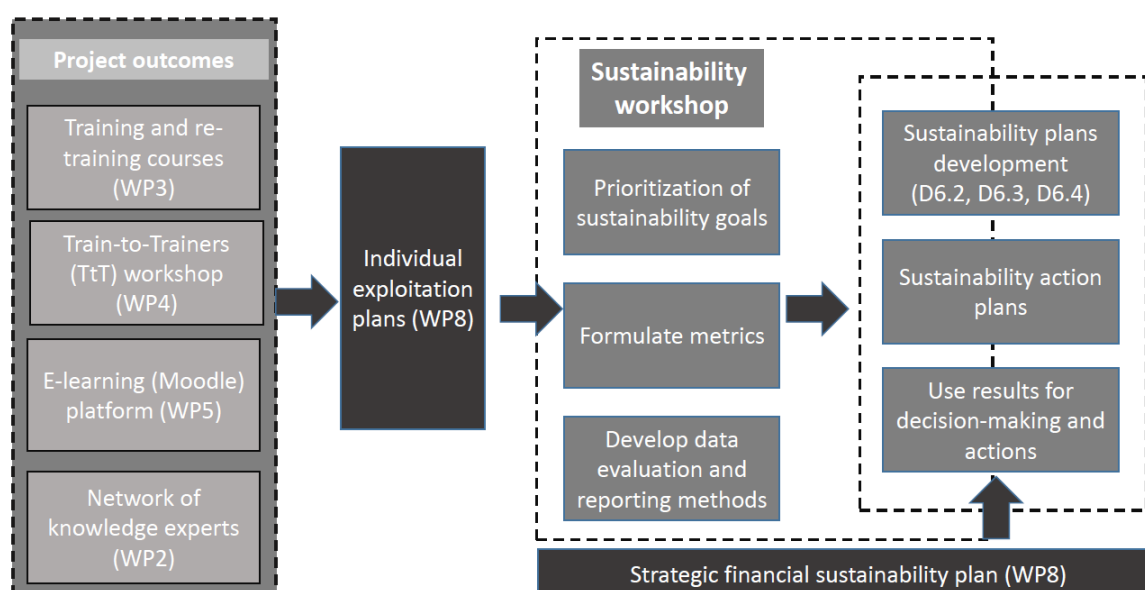 Project outcomes
Training and re-
training courses
(WP3)
Train-to-Trainers
(TtT) workshop
(WP4)
E-learning (Moodle)
platform (WP5)
Network of
knowledge experts
(WP2)
Individual
exploitation
plans (WP8)
Sustainability
workshop
Prioritization of
sustainability goals
Formulate metrics
Develop data
evaluation and
reporting methods
Sustainability plans
development
(D6.2, D6.3, D6.4)
Sustainability action
plans
Use results for
decision-making and
actions
Strategic financial sustainability plan (WP8)